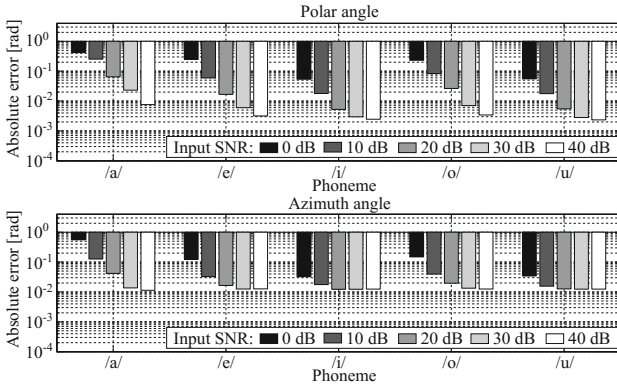 Polar angle
Absolute error [rad]
10^0
10^-1
10^-2
10^-3
10^-4
Input SNR: 0 dB 10 dB 20 dB 30 dB 40 dB
/a/ /e/ /i/ /o/ /u/
Phoneme
Azimuth angle
Absolute error [rad]
10^0
10^-1
10^-2
10^-3
10^-4
Input SNR: 0 dB 10 dB 20 dB 30 dB 40 dB
/a/ /e/ /i/ /o/ /u/
Phoneme